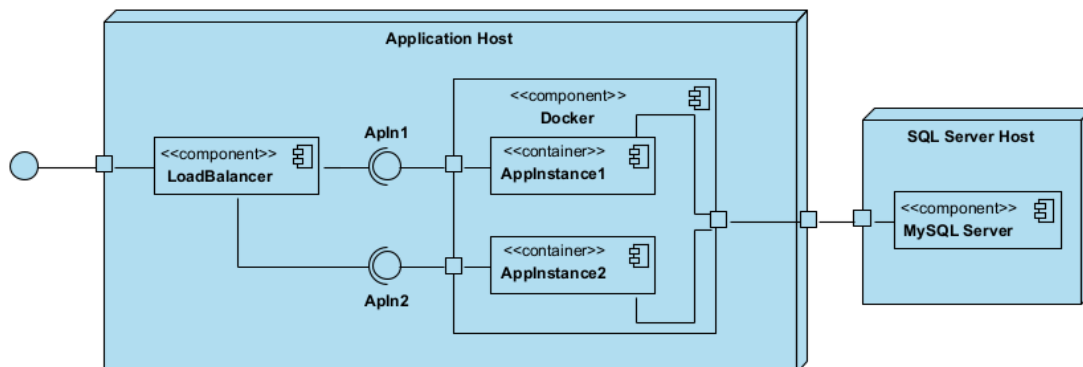 Application Host
<<component>>
Docker
ApIn1
<<component>>
LoadBalancer
<<container>>
AppInstance1
<<container>>
AppInstance2
ApIn2
SQL Server Host
<<component>>
MySQL Server